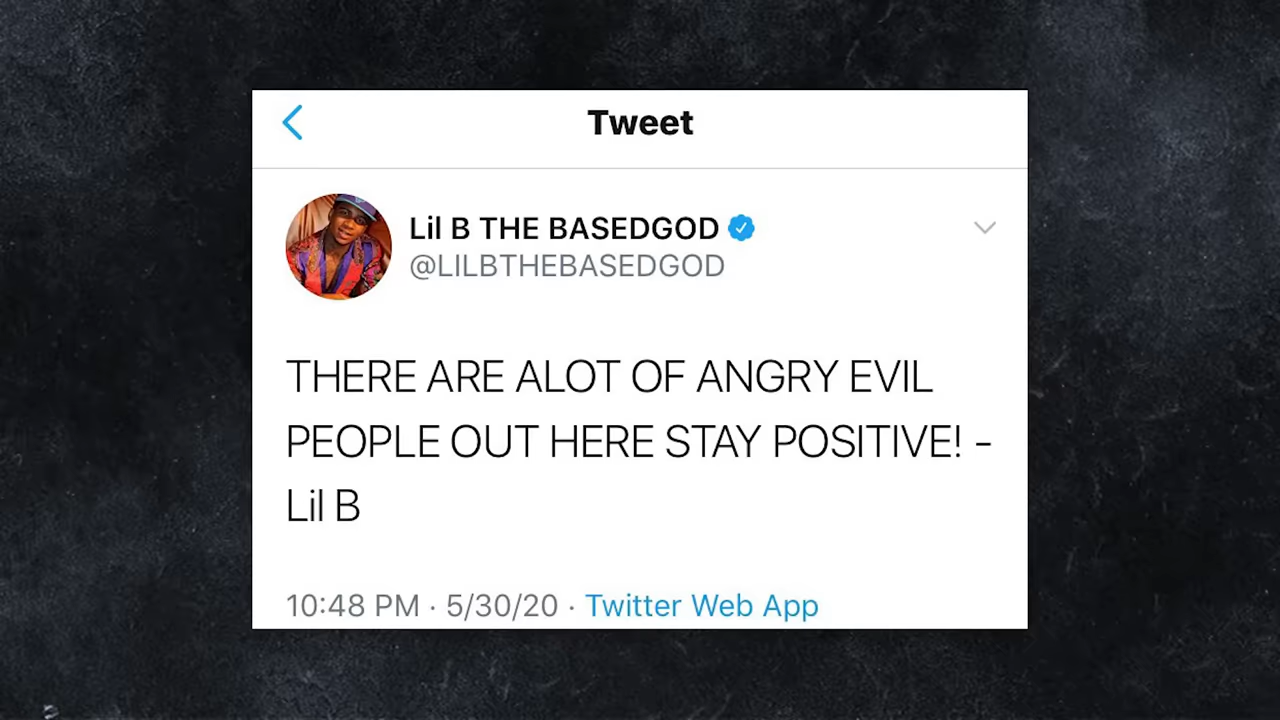 Tweet
Lil B THE BASEDGOD
@LILBTHEBASEDGOD
THERE ARE ALOT OF ANGRY EVIL
PEOPLE OUT HERE STAY POSITIVE! -
Lil B
10:48 PM · 5/30/20 · Twitter Web App